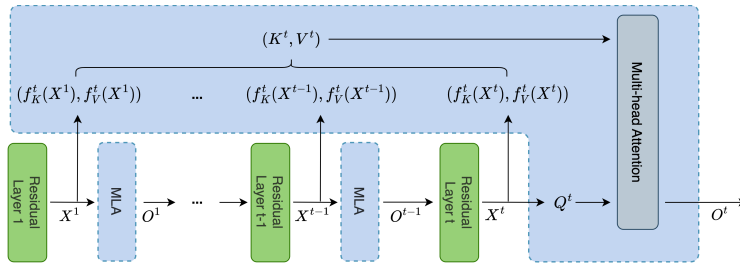 (K^t, V^t)
(f_K^t(X^1), f_V^t(X^1)) ... (f_K^t(X^{t-1}), f_V^t(X^{t-1})) (f_K^t(X^t), f_V^t(X^t))
Multi-head Attention
Residual
Layer 1
X^1
MLA
O^1
...
Residual
Layer t-1
X^{t-1}
MLA
O^{t-1}
Residual
Layer t
X^t
Q^t
O^t